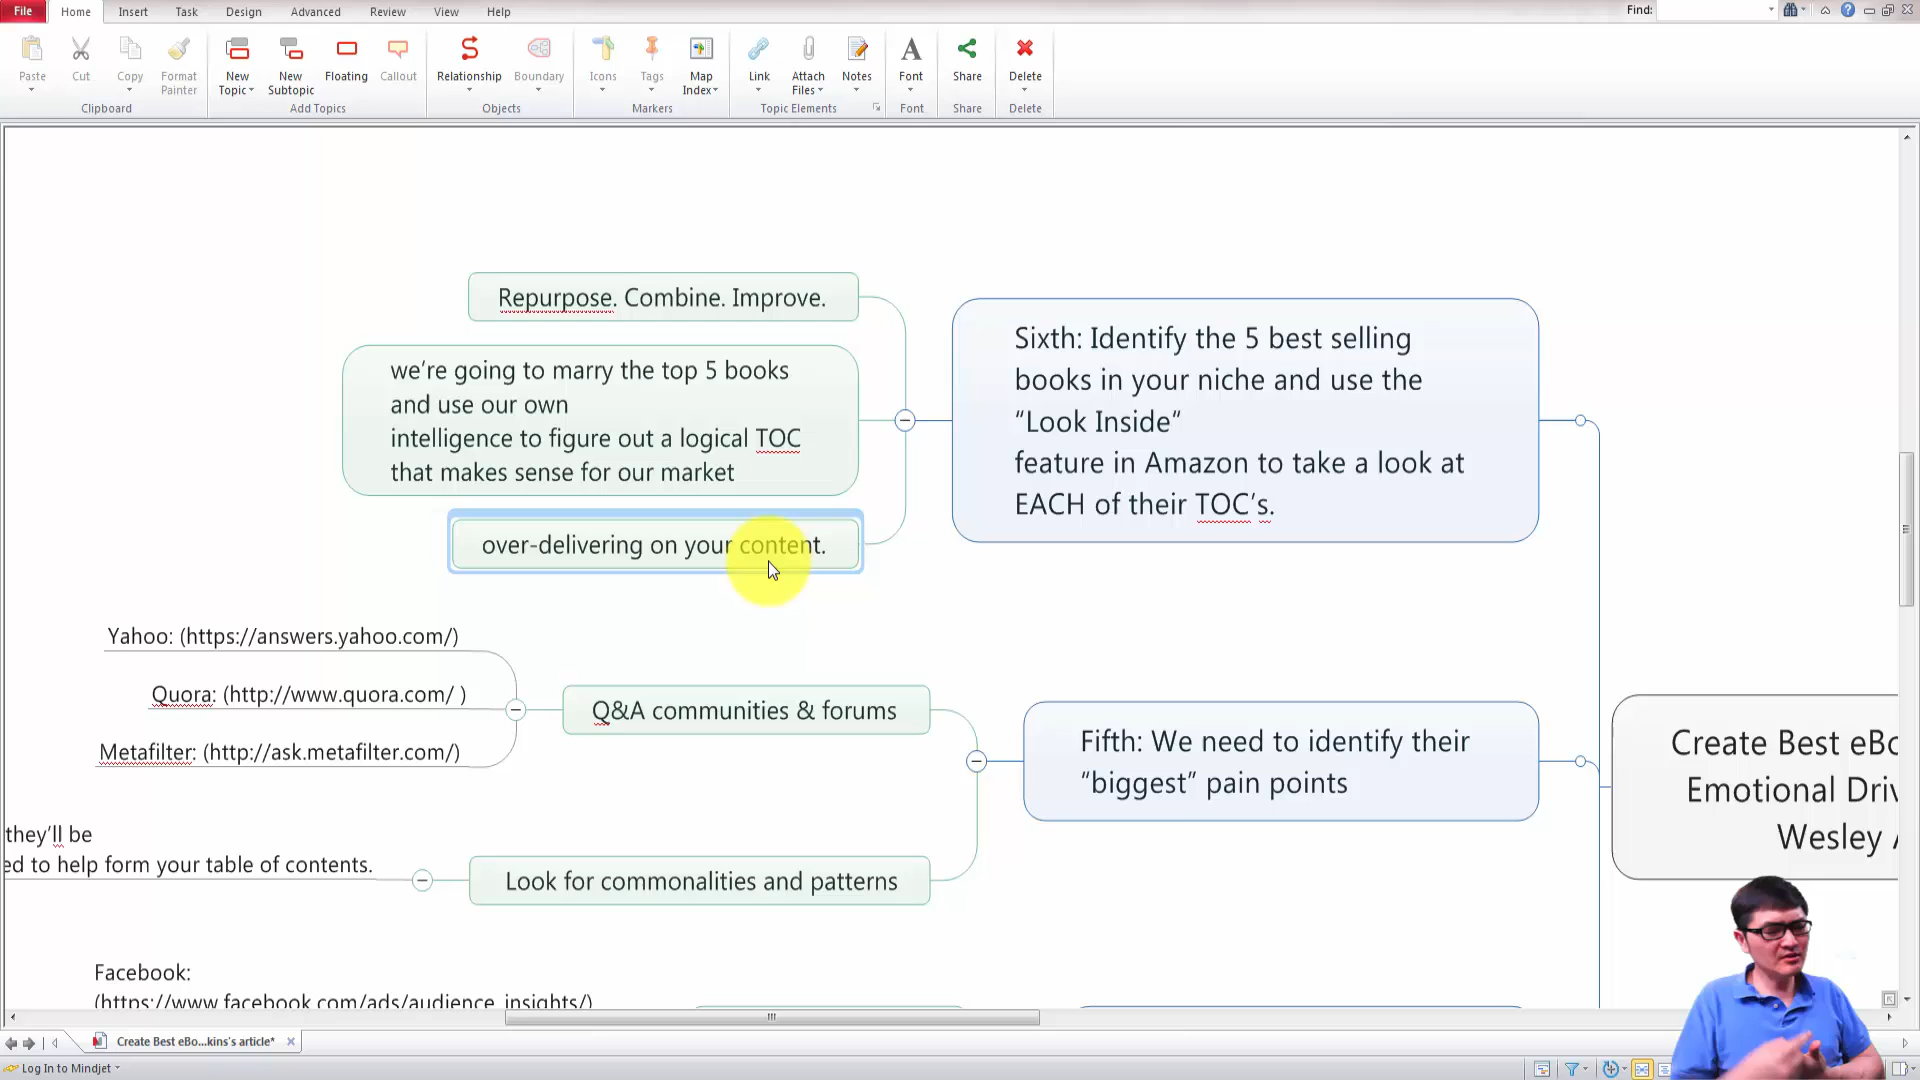 File Home Insert Task Design Advanced Review View Help Find:
Paste Cut Copy Format Painter
Clipboard
New Topic New Subtopic Floating Callout
Add Topics
Relationship Boundary
Objects
Icons Tags Map Index
Markers
Link Attach Files Notes
Topic Elements
Font
Font
Share
Share
Delete
Delete
Repurpose. Combine. Improve.
we’re going to marry the top 5 books
and use our own
intelligence to figure out a logical TOC
that makes sense for our market
over-delivering on your content.
Sixth: Identify the 5 best selling
books in your niche and use the
“Look Inside”
feature in Amazon to take a look at
EACH of their TOC’s.
Yahoo: (https://answers.yahoo.com/)
Quora: (http://www.quora.com/ )
Metafilter: (http://ask.metafilter.com/)
Q&A communities & forums
Fifth: We need to identify their
“biggest” pain points
they’ll be
ed to help form your table of contents.
Look for commonalities and patterns
Create Best eBo
Emotional Driv
Wesley A
Facebook:
(https://www.facebook.com/ads/audience_insights/)
Create Best eBo...kins's article*
Log In to Mindjet